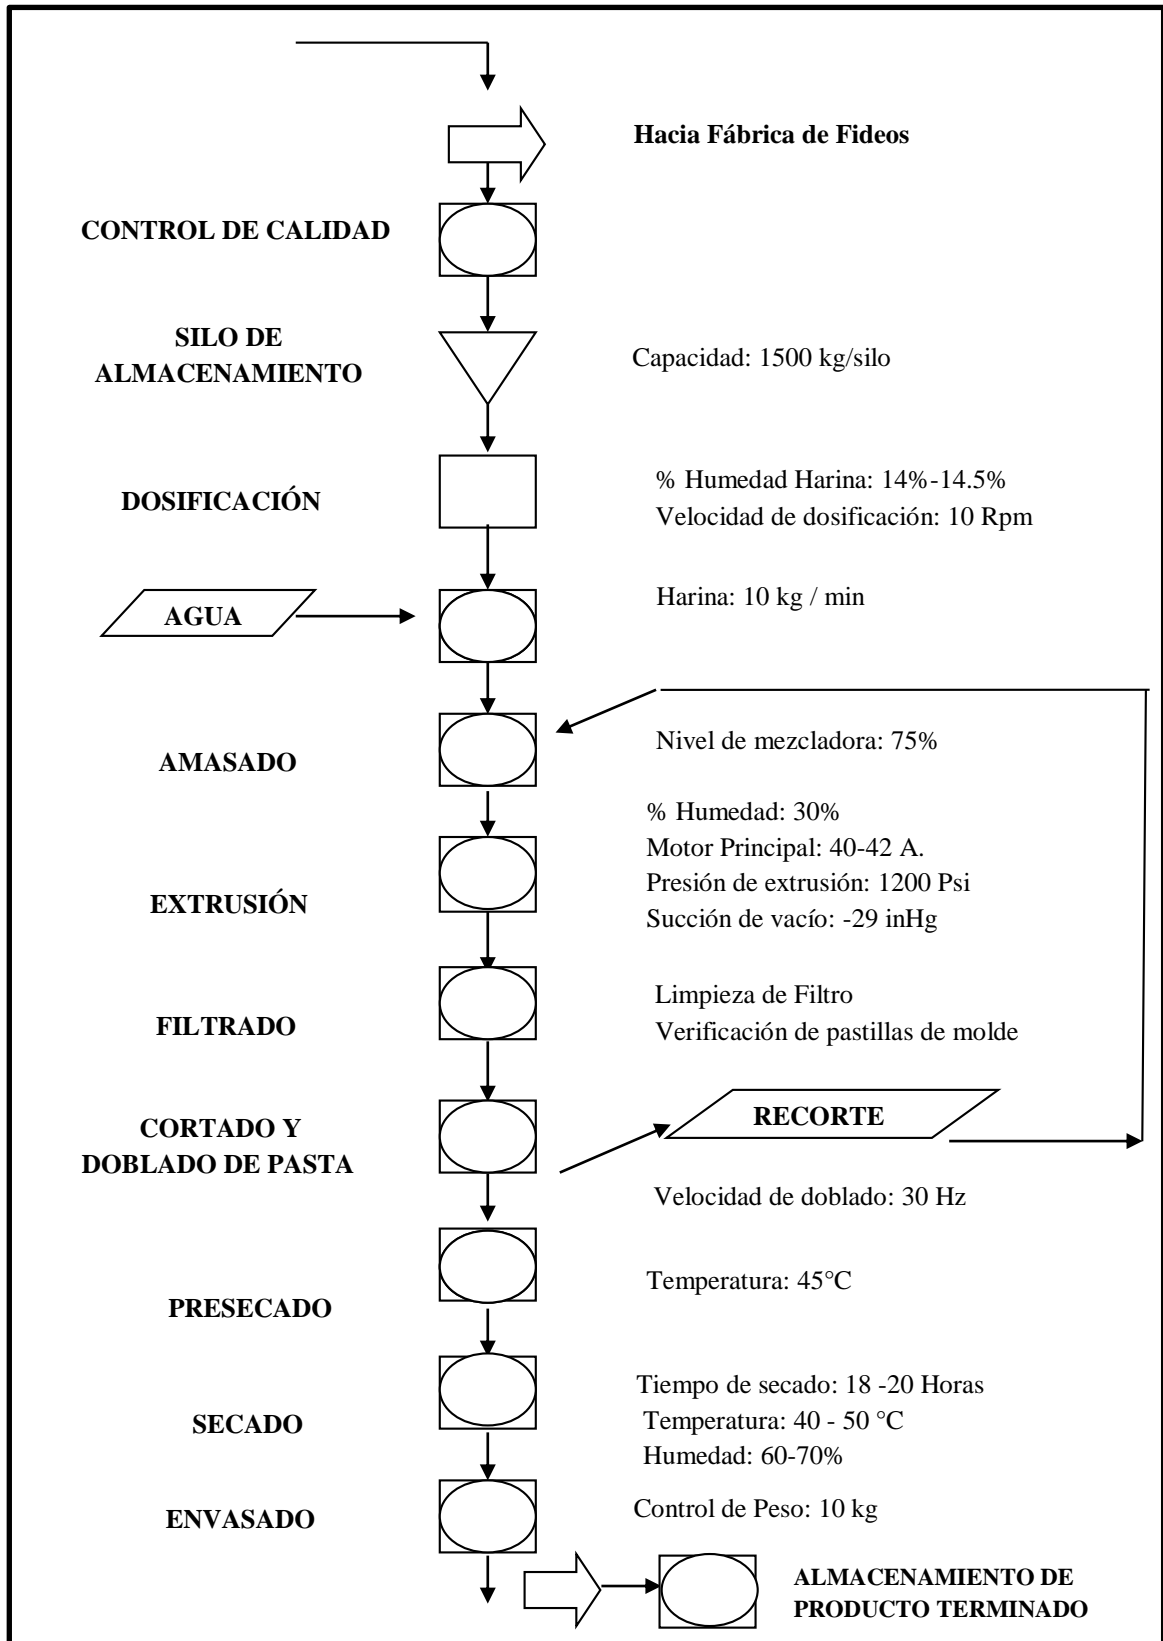 Hacia Fábrica de Fideos
CONTROL DE CALIDAD
SILO DE
ALMACENAMIENTO
Capacidad: 1500 kg/silo
DOSIFICACIÓN
% Humedad Harina: 14%-14.5%
Velocidad de dosificación: 10 Rpm
AGUA
Harina: 10 kg / min
AMASADO
Nivel de mezcladora: 75%
EXTRUSIÓN
% Humedad: 30%
Motor Principal: 40-42 A.
Presión de extrusión: 1200 Psi
Succión de vacío: -29 inHg
FILTRADO
Limpieza de Filtro
Verificación de pastillas de molde
CORTADO Y
DOBLADO DE PASTA
RECORTE
Velocidad de doblado: 30 Hz
PRESECADO
Temperatura: 45°C
SECADO
Tiempo de secado: 18 -20 Horas
Temperatura: 40 - 50 °C
Humedad: 60-70%
ENVASADO
Control de Peso: 10 kg
ALMACENAMIENTO DE
PRODUCTO TERMINADO